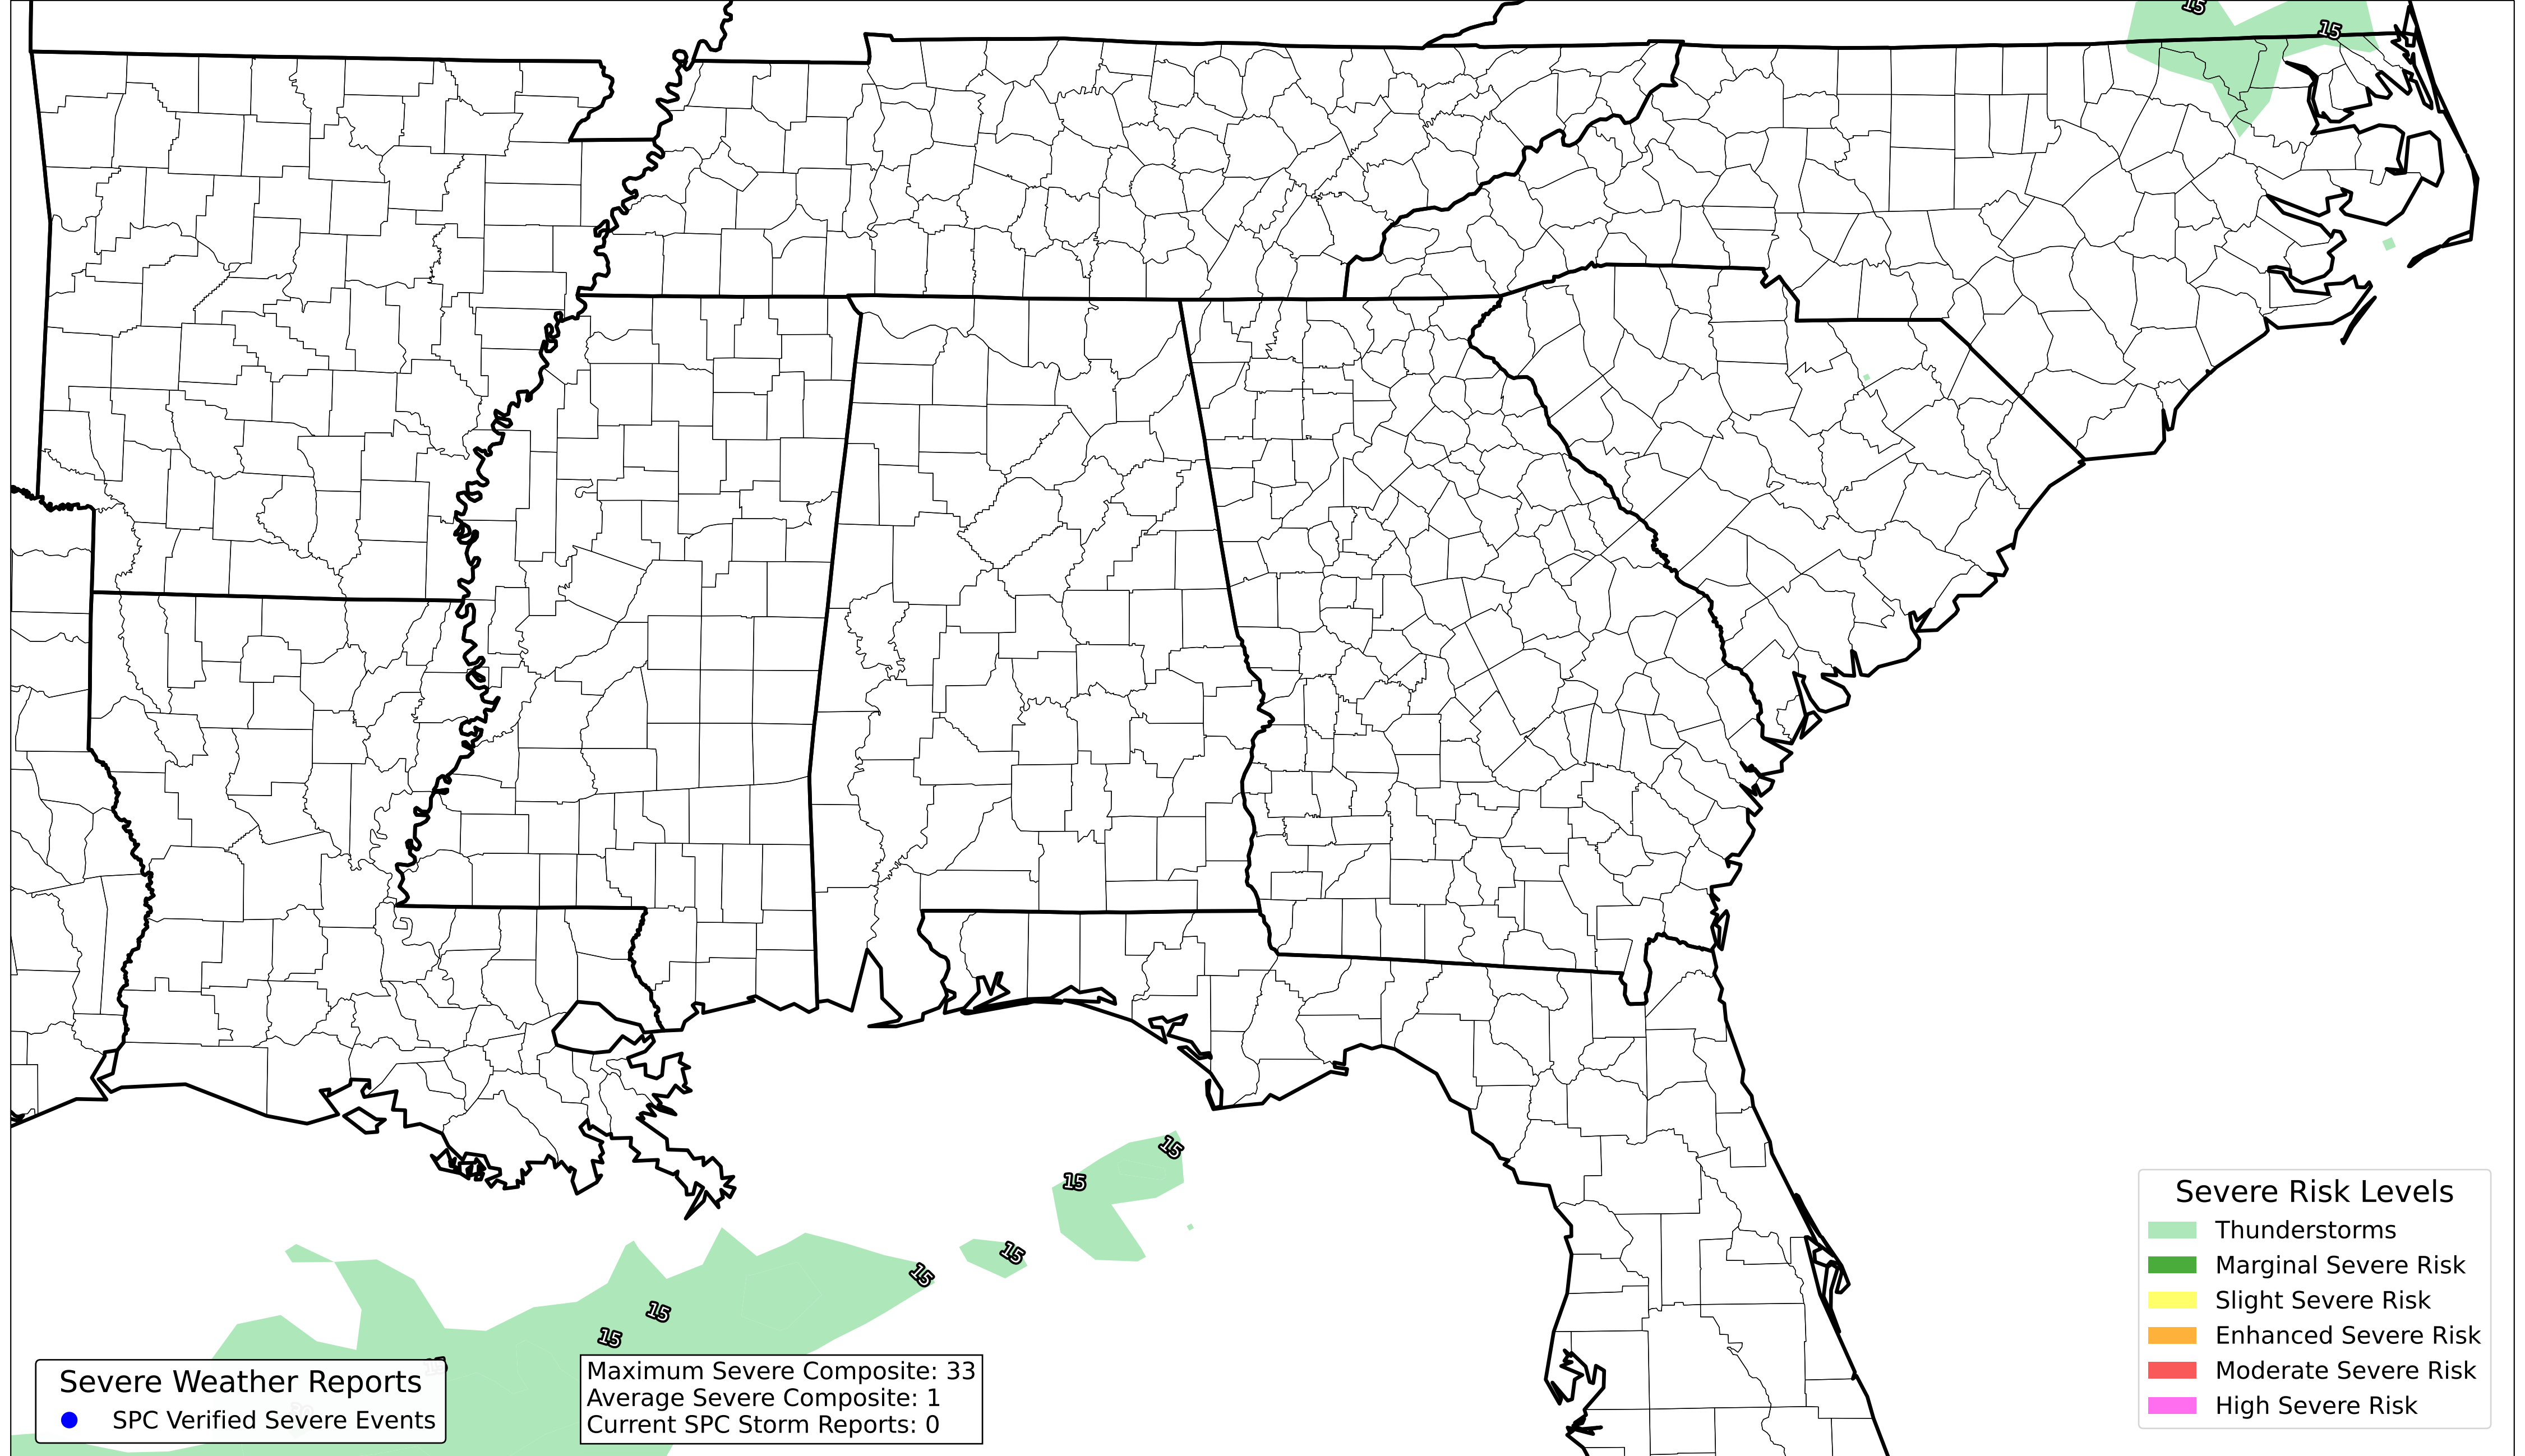 15
15
15
15
15
15
15
15
15
Severe Risk Levels
Thunderstorms
Marginal Severe Risk
Slight Severe Risk
Enhanced Severe Risk
Moderate Severe Risk
High Severe Risk
Severe Weather Reports
SPC Verified Severe Events
Maximum Severe Composite: 33
Average Severe Composite: 1
Current SPC Storm Reports: 0